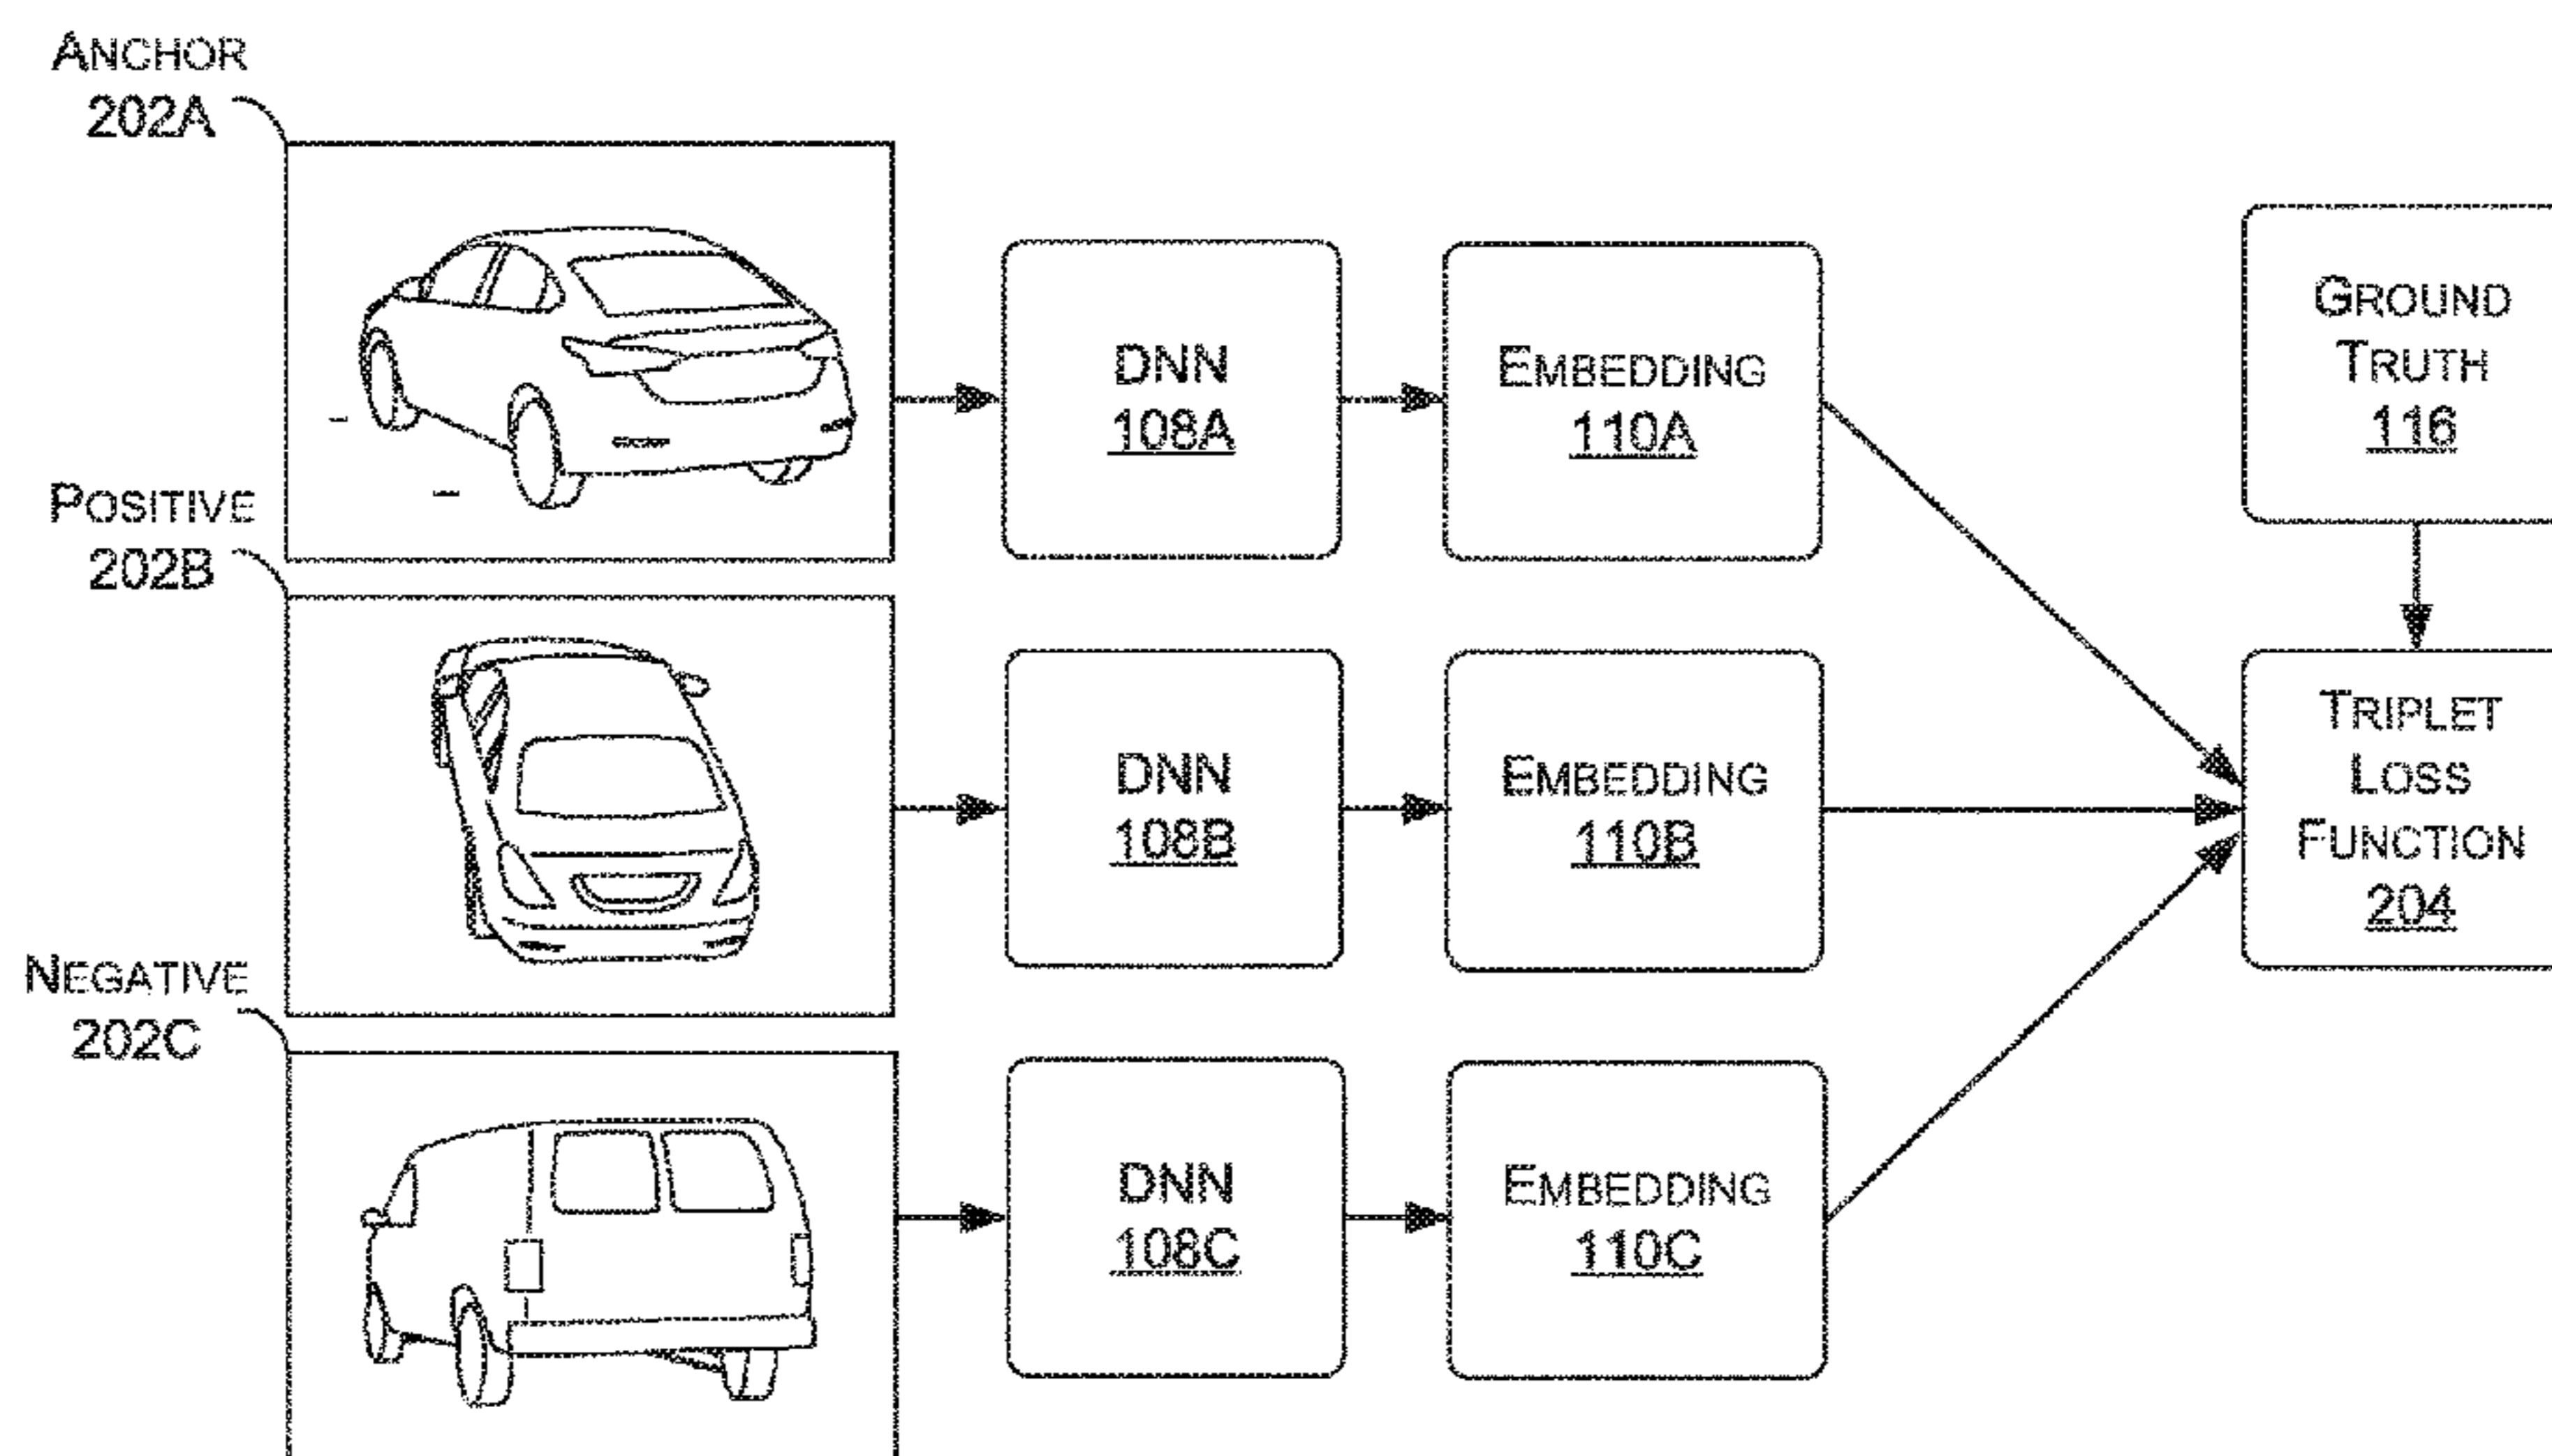 ANCHOR
202A
DNN
108A
EMBEDDING
110A
GROUND
TRUTH
116
POSITIVE
202B
DNN
108B
EMBEDDING
110B
TRIPLET
LOSS
FUNCTION
204
NEGATIVE
202C
DNN
108C
EMBEDDING
110C